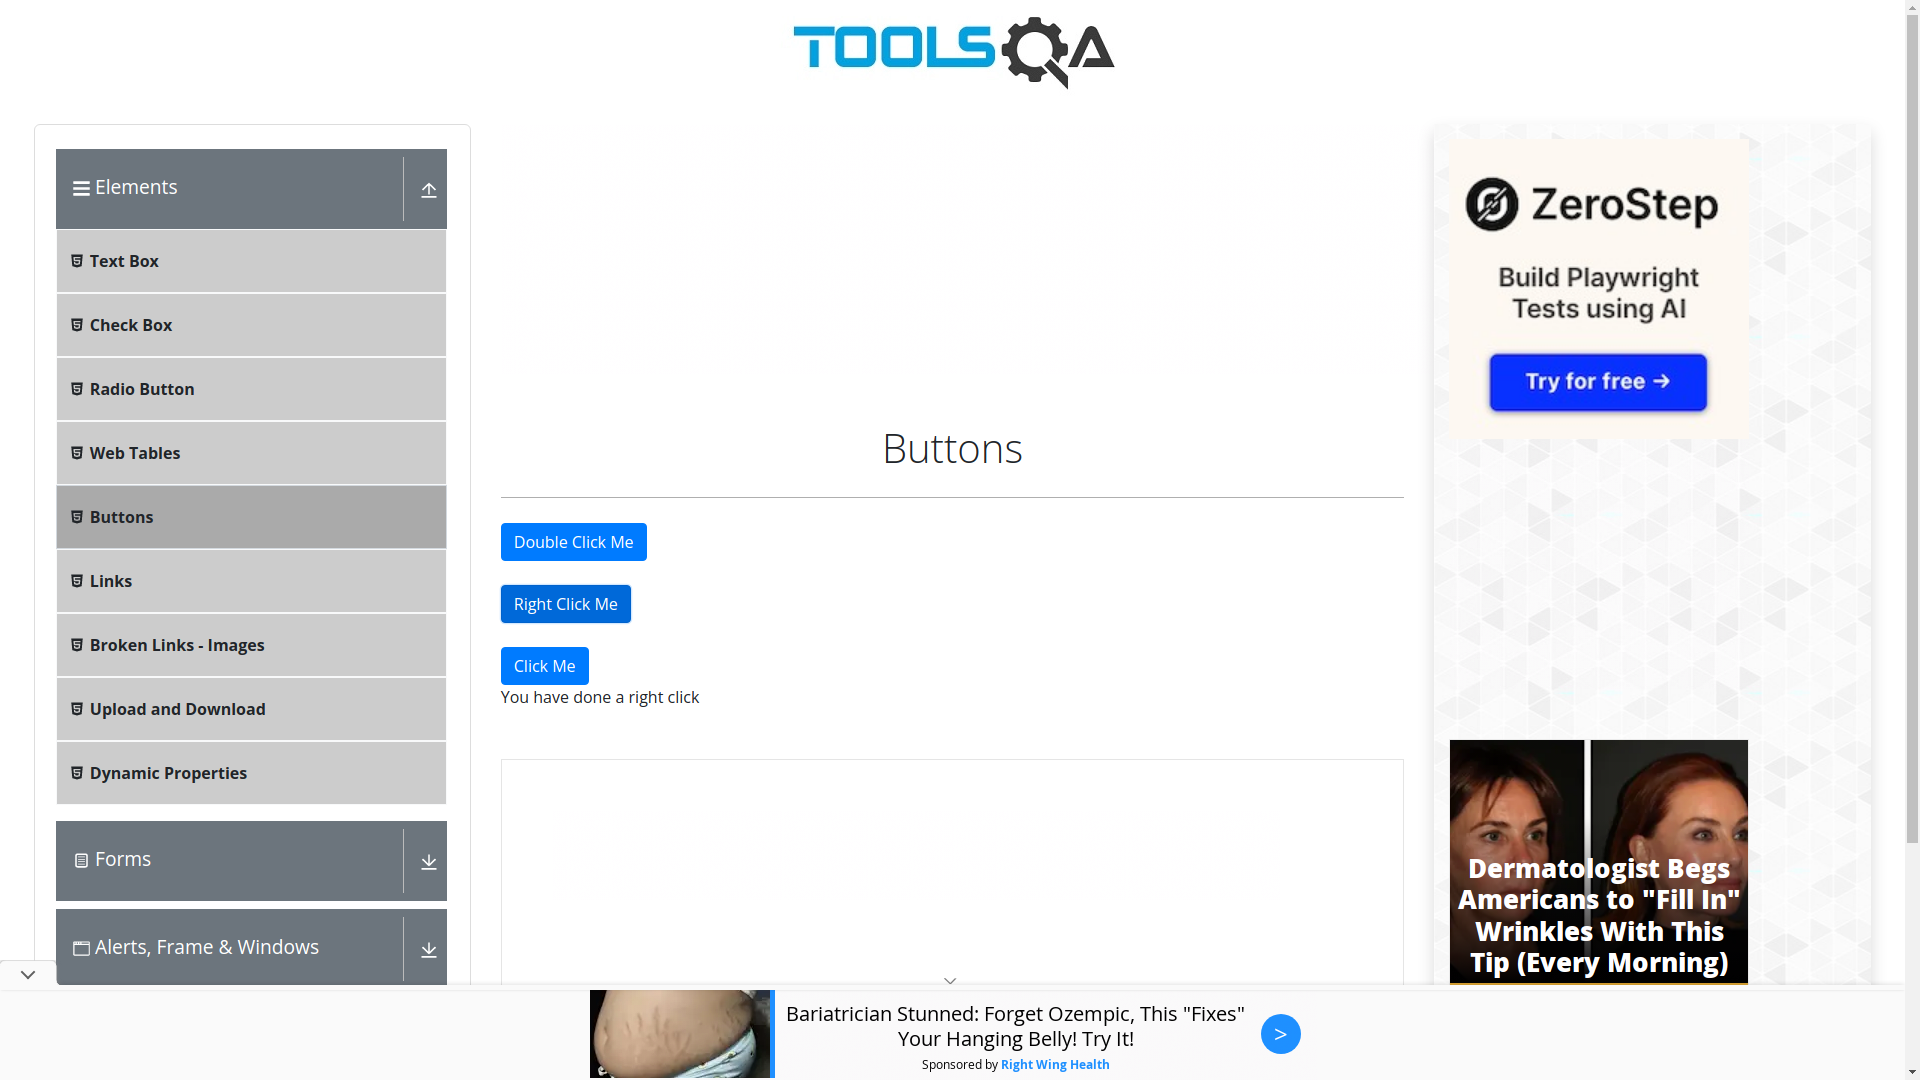 TOOLSQA
Elements
Text Box
Check Box
Radio Button
Web Tables
Buttons
Links
Broken Links - Images
Upload and Download
Dynamic Properties
Forms
Alerts, Frame & Windows
Buttons
Double Click Me
Right Click Me
Click Me
You have done a right click
ZeroStep
Build Playwright
Tests using AI
Try for free →
Dermatologist Begs
Americans to "Fill In"
Wrinkles With This
Tip (Every Morning)
Bariatrician Stunned: Forget Ozempic, This "Fixes"
Your Hanging Belly! Try It!
Sponsored by Right Wing Health
>